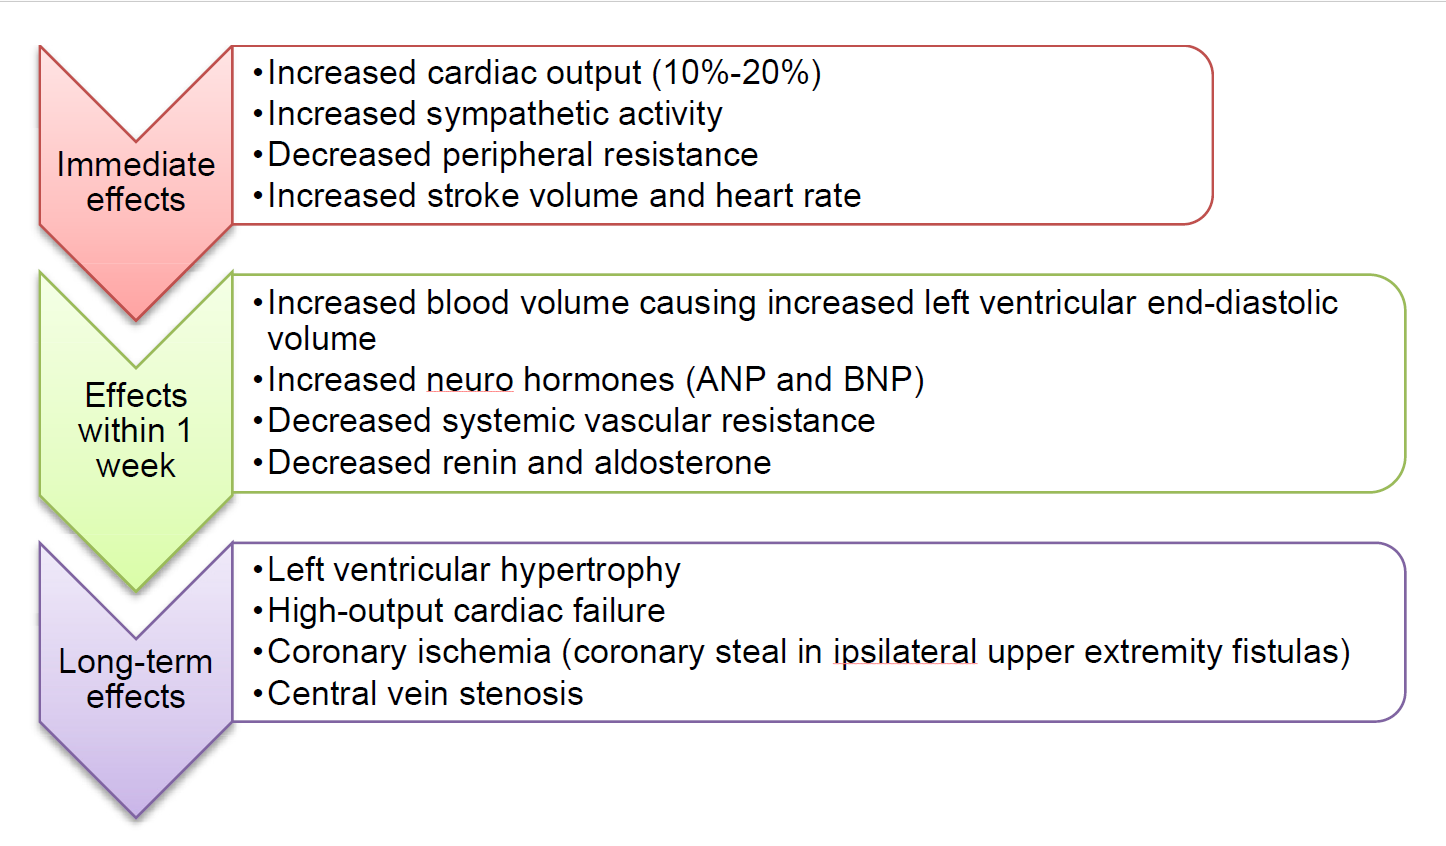 Immediate
effects
•Increased cardiac output (10%-20%)
•Increased sympathetic activity
•Decreased peripheral resistance
•Increased stroke volume and heart rate
Effects
within 1
week
•Increased blood volume causing increased left ventricular end-diastolic
volume
•Increased neuro hormones (ANP and BNP)
•Decreased systemic vascular resistance
•Decreased renin and aldosterone
Long-term
effects
•Left ventricular hypertrophy
•High-output cardiac failure
•Coronary ischemia (coronary steal in ipsilateral upper extremity fistulas)
•Central vein stenosis